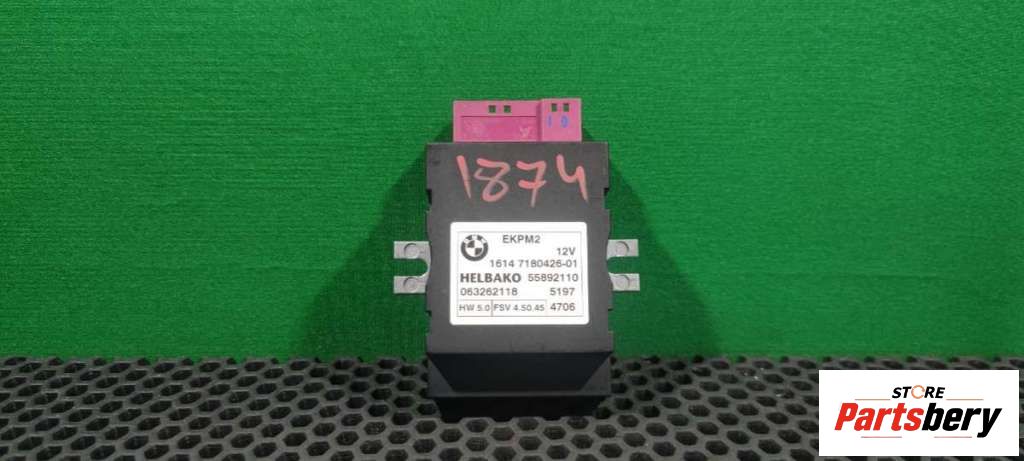 10
1874
EKPM2
12V
1614 7180426-01
HELBAKO 55892110
063262118 5197
HW 5.0 FSV 4.50.45 4706
STORE
Partsbery